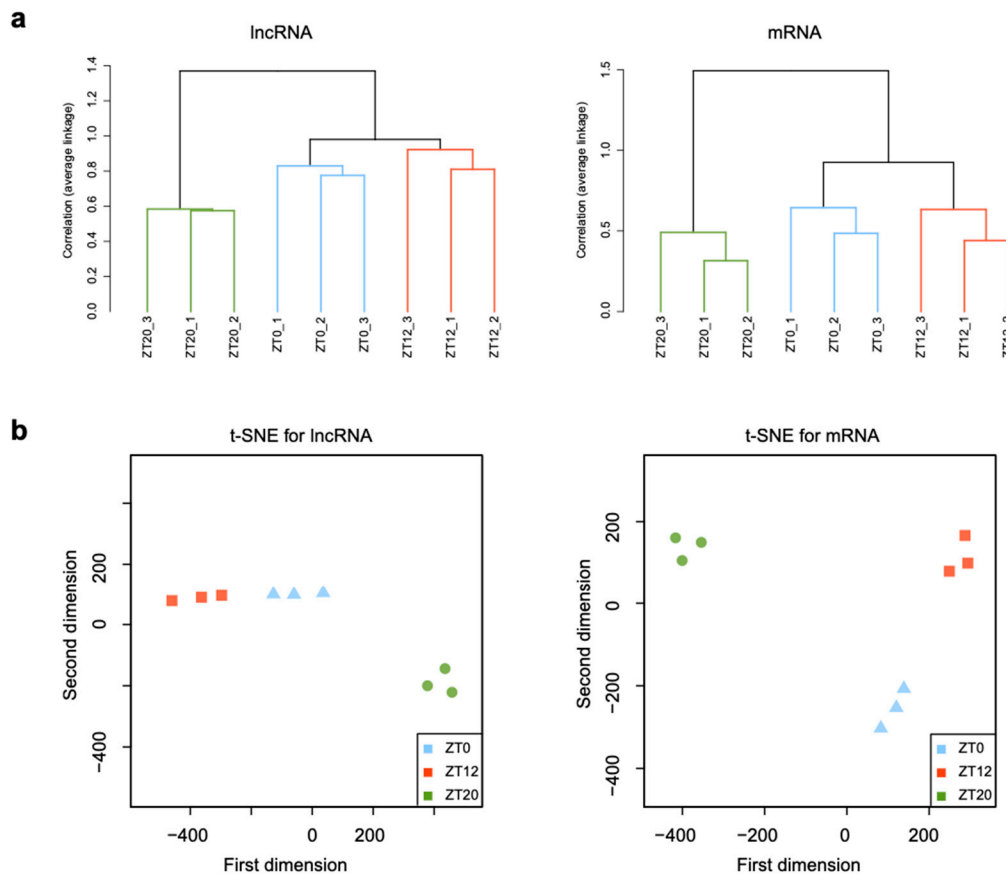 a
lncRNA
Correlation (average linkage)
0.0 0.2 0.4 0.6 0.8 1.0 1.2 1.4
ZT20_3 ZT20_1 ZT20_2 ZT0_1 ZT0_2 ZT0_3 ZT12_3 ZT12_1 ZT12_2
mRNA
Correlation (average linkage)
0.0 0.5 1.0 1.5
ZT20_3 ZT20_1 ZT20_2 ZT0_1 ZT0_2 ZT0_3 ZT12_3 ZT12_1
b
t-SNE for lncRNA
Second dimension
−400 0 200
ZT0
ZT12
ZT20
−400 0 200
First dimension
t-SNE for mRNA
Second dimension
−400 −200 0 200
ZT0
ZT12
ZT20
−400 0 200
First dimension